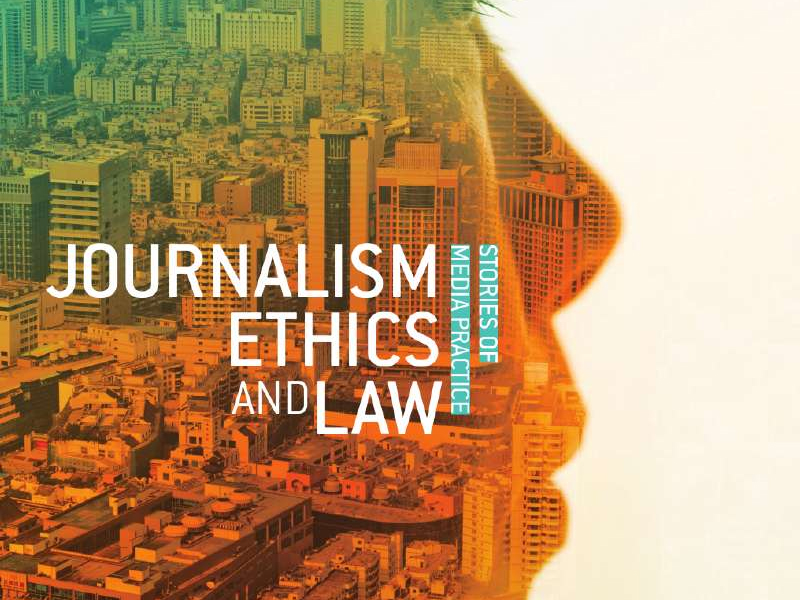 JOURNALISM
ETHICS
AND LAW
STORIES OF
MEDIA PRACTICE